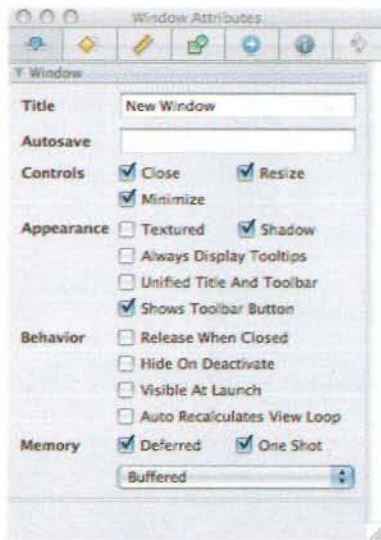 Window Attributes
Window
Title New Window
Autosave
Controls Close Resize
Minimize
Appearance Textured Shadow
Always Display Tooltips
Unified Title And Toolbar
Shows Toolbar Button
Behavior Release When Closed
Hide On Deactivate
Visible At Launch
Auto Recalculates View Loop
Memory Deferred One Shot
Buffered